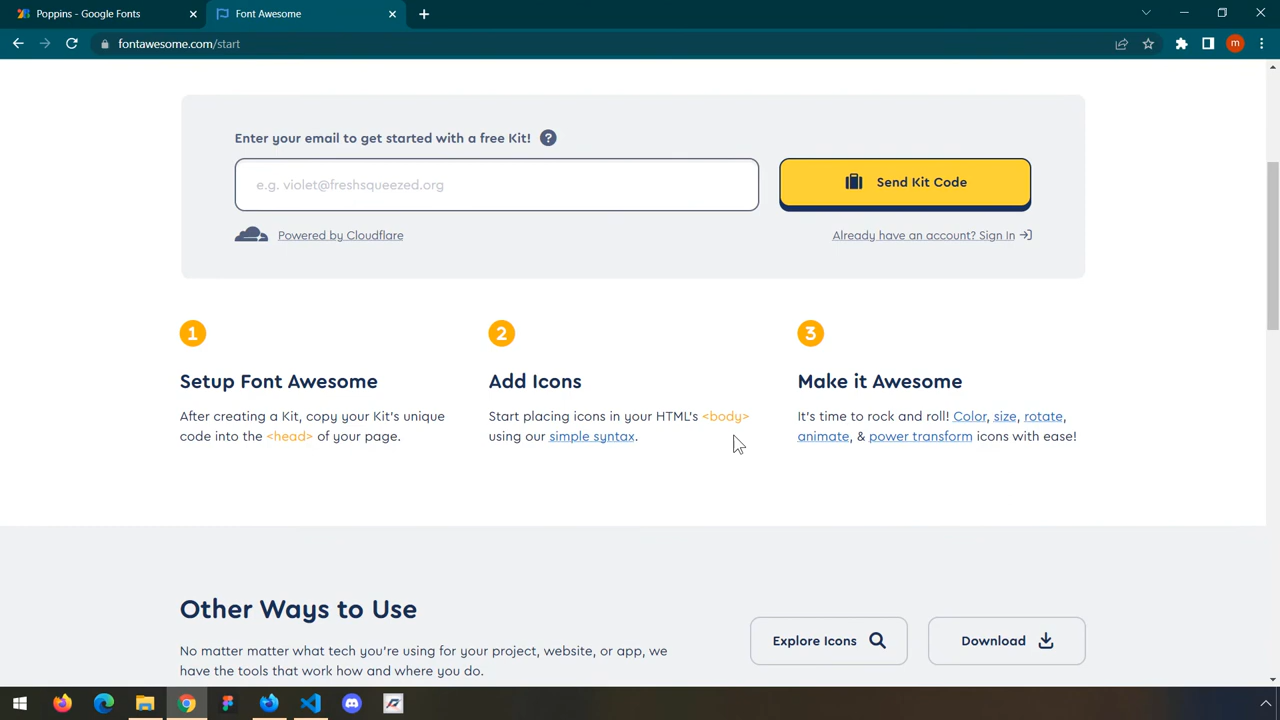 Poppins - Google Fonts
Font Awesome
fontawesome.com/start
m
Enter your email to get started with a free Kit! ?
e.g. violet@freshsqueezed.org
Send Kit Code
Powered by Cloudflare
Already have an account? Sign In
1
2
3
Setup Font Awesome
Add Icons
Make it Awesome
After creating a Kit, copy your Kit's unique
code into the <head> of your page.
Start placing icons in your HTML's <body>
using our simple syntax.
It's time to rock and roll! Color, size, rotate,
animate, & power transform icons with ease!
Other Ways to Use
Explore Icons
Download
No matter matter what tech you're using for your project, website, or app, we
have the tools that work how and where you do.